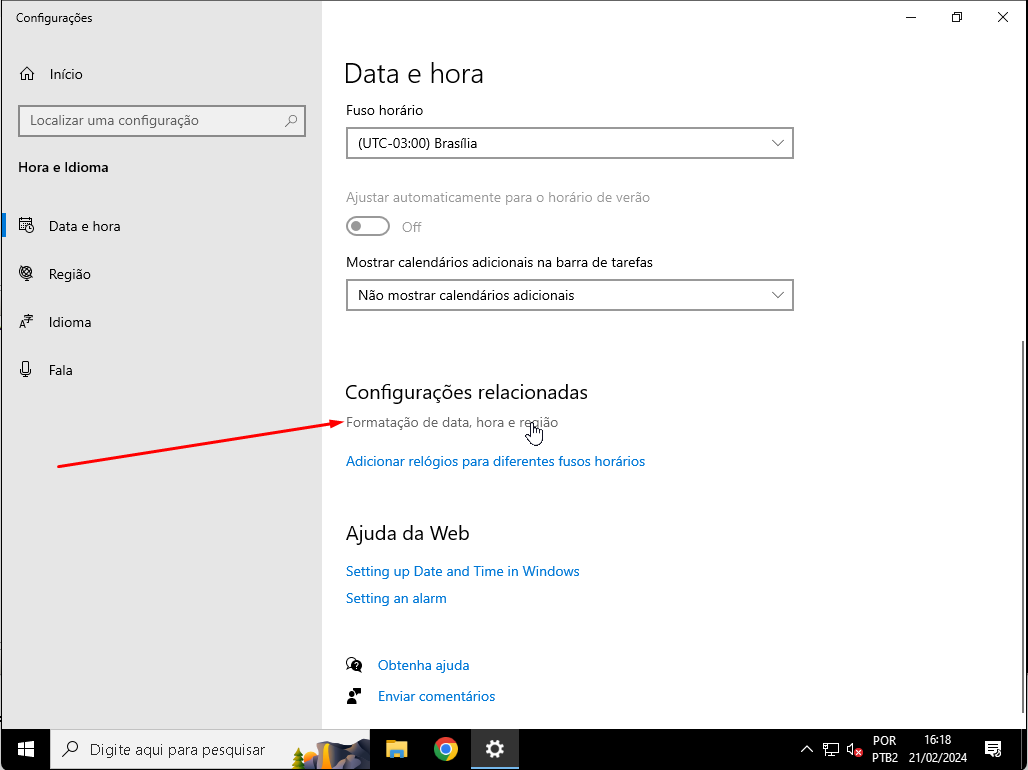 Configurações
Início
Localizar uma configuração
Hora e Idioma
Data e hora
Região
Idioma
Fala
Data e hora
Fuso horário
(UTC-03:00) Brasília
Ajustar automaticamente para o horário de verão
Off
Mostrar calendários adicionais na barra de tarefas
Não mostrar calendários adicionais
Configurações relacionadas
Formatação de data, hora e região
Adicionar relógios para diferentes fusos horários
Ajuda da Web
Setting up Date and Time in Windows
Setting an alarm
Obtenha ajuda
Enviar comentários
Digite aqui para pesquisar
POR
PTB2
16:18
21/02/2024